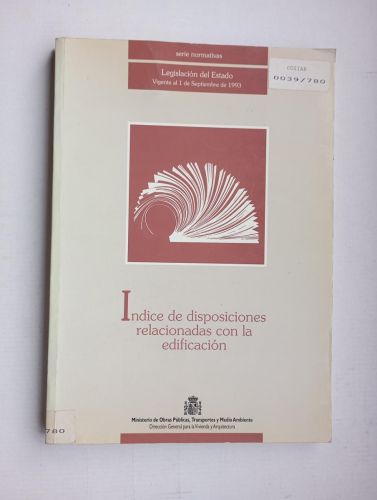 serie normativas
Legislación del Estado
Vigente al 1 de Septiembre de 1993
COSIAR
0039/780
Indice de disposiciones
relacionadas con la
edificación
Ministerio de Obras Públicas, Transportes y Medio Ambiente
Dirección General para la Vivienda y Arquitectura
780